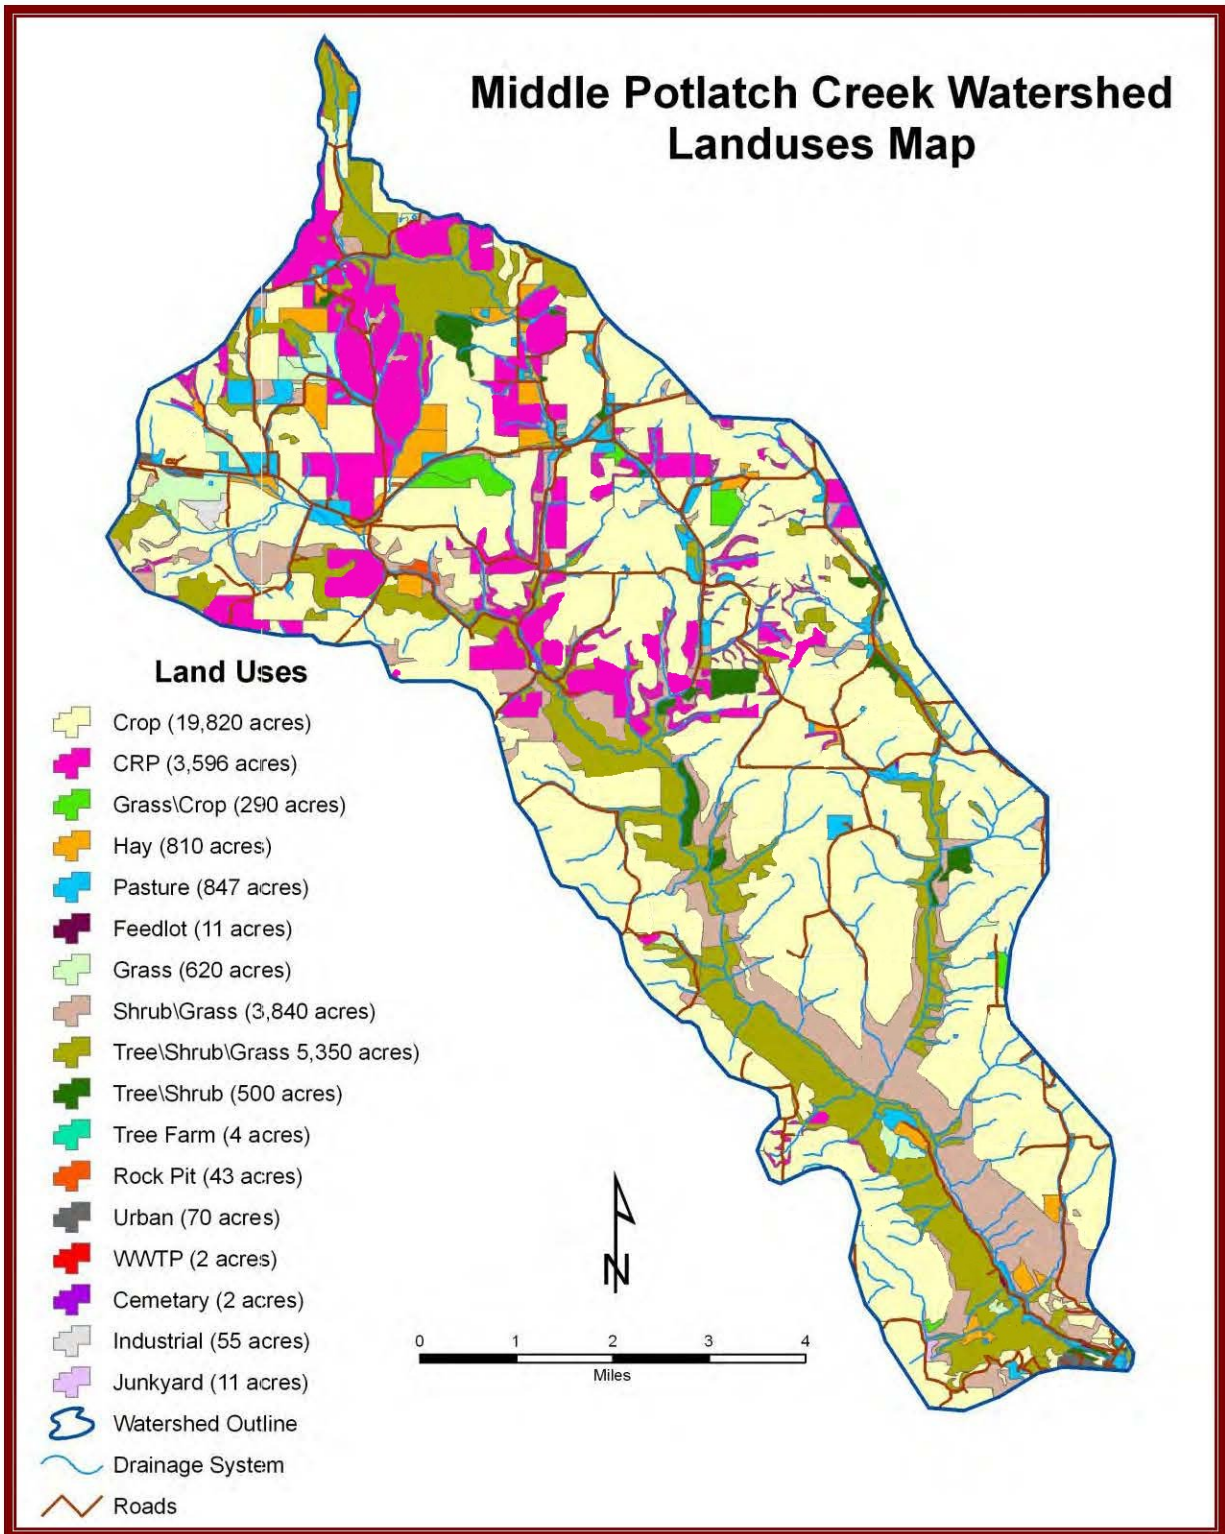 Middle Potlatch Creek Watershed
Landuses Map
Land Uses
Crop (19,820 acres)
CRP (3,596 acres)
Grass\Crop (290 acres)
Hay (810 acres)
Pasture (847 acres)
Feedlot (11 acres)
Grass (620 acres)
Shrub\Grass (3,840 acres)
Tree\Shrub\Grass 5,350 acres)
Tree\Shrub (500 acres)
Tree Farm (4 acres)
Rock Pit (43 acres)
Urban (70 acres)
WWTP (2 acres)
Cemetary (2 acres)
Industrial (55 acres)
Junkyard (11 acres)
Watershed Outline
Drainage System
Roads
N
0 1 2 3 4
Miles